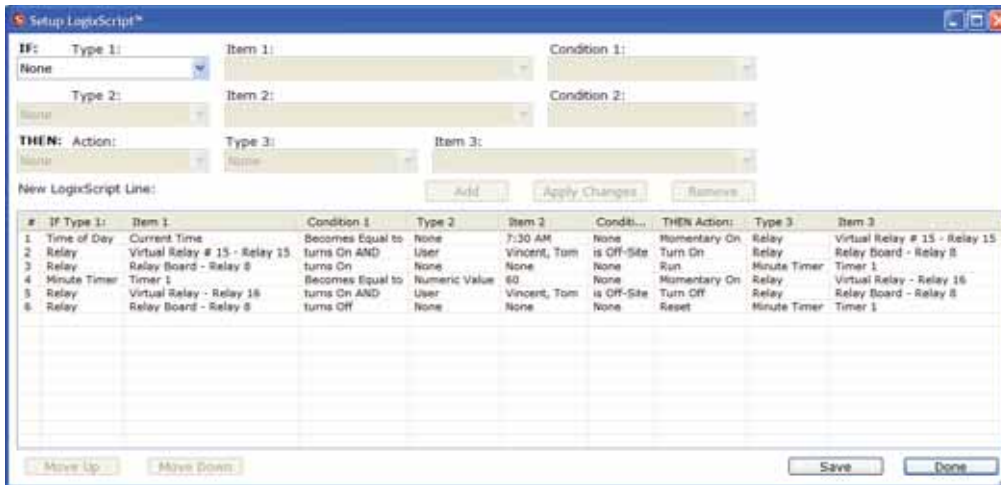 Setup LogixScript™
IF: Type 1: Item 1: Condition 1:
None
Type 2: Item 2: Condition 2:
None
THEN: Action: Type 3: Item 3:
None None
New LogixScript Line: Add Apply Changes Remove
# IF Type 1: Item 1 Condition 1 Type 2 Item 2 Conditi... THEN Action: Type 3 Item 3
1 Time of Day Current Time Becomes Equal to None 7:30 AM None Momentary On Relay Virtual Relay # 15 - Relay 15
2 Relay Virtual Relay # 15 - Relay 15 turns On AND User Vincent, Tom is Off-Site Turn On Relay Relay Board - Relay 8
3 Relay Relay Board - Relay 8 turns On None None None Run Minute Timer Timer 1
4 Minute Timer Timer 1 Becomes Equal to Numeric Value 60 None Momentary On Relay Virtual Relay - Relay 16
5 Relay Virtual Relay - Relay 16 turns On AND User Vincent, Tom is Off-Site Turn Off Relay Relay Board - Relay 8
6 Relay Relay Board - Relay 8 turns Off None None None Reset Minute Timer Timer 1
Move Up Move Down Save Done